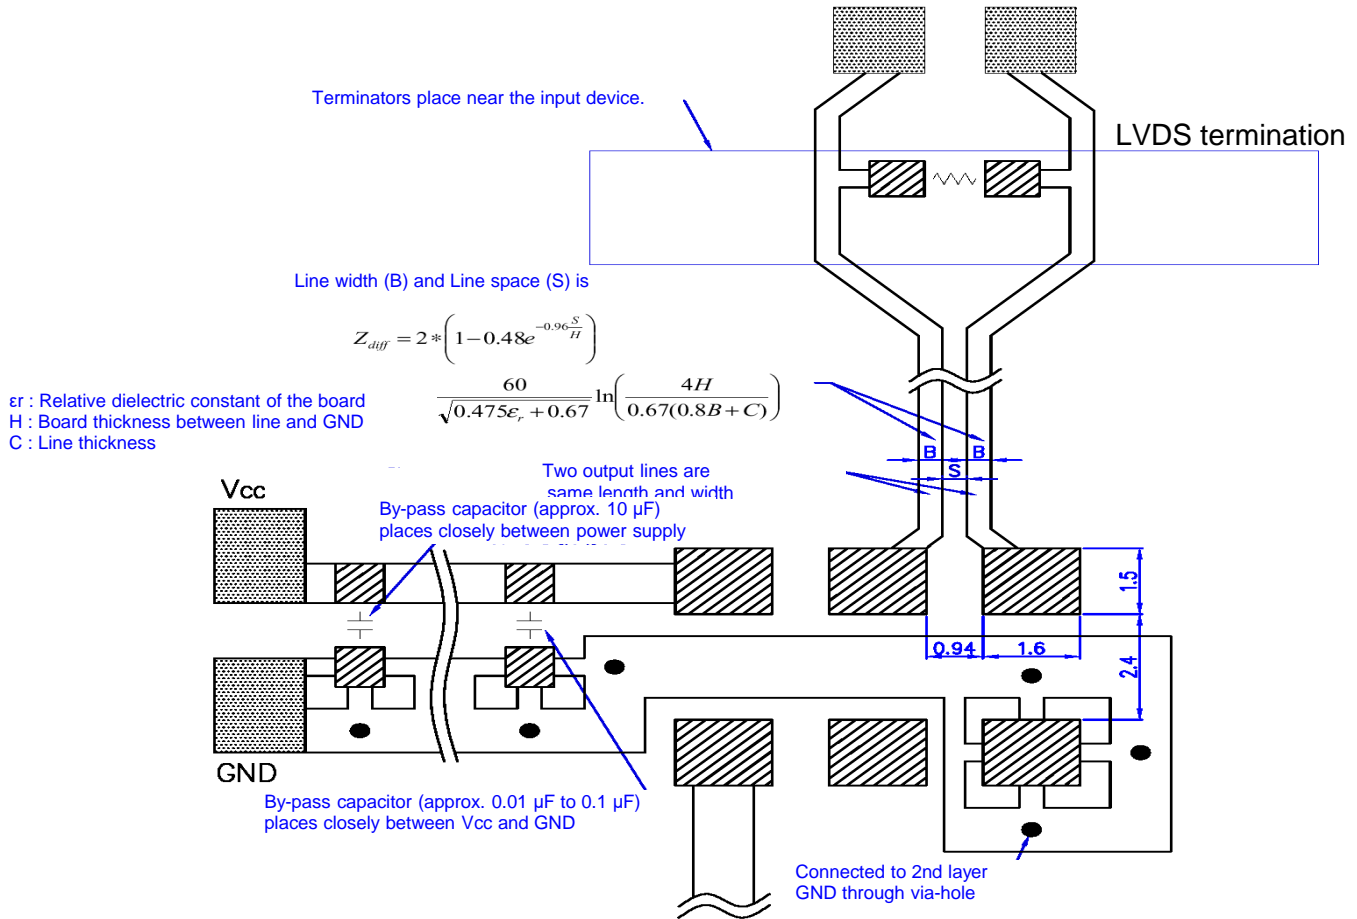 Terminators place near the input device.
LVDS termination
Line width (B) and Line space (S) is
Z_{diff} = 2 * (1 − 0.48e^{−0.96 S/H})
60 / √(0.475ε_r + 0.67) ln(4H / 0.67(0.8B + C))
εr : Relative dielectric constant of the board
H : Board thickness between line and GND
C : Line thickness
B
B
S
Two output lines are
same length and width
Vcc
By-pass capacitor (approx. 10 µF)
places closely between power supply
1.5
0.94
1.6
2.4
GND
By-pass capacitor (approx. 0.01 µF to 0.1 µF)
places closely between Vcc and GND
Connected to 2nd layer
GND through via-hole